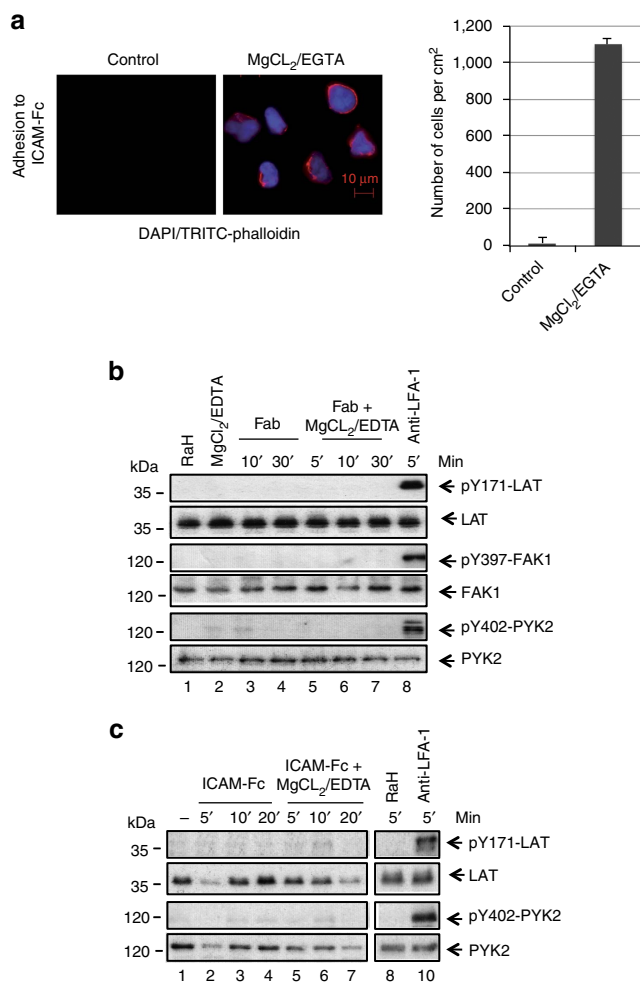 a
Control
MgCL2/EGTA
Adhesion to
ICAM-Fc
10 μm
DAPI/TRITC-phalloidin
Number of cells per cm2
1,200
1,000
800
600
400
200
0
Control
MgCl2/EGTA
b
RaH
MgCl2/EDTA
Fab
Fab +
MgCL2/EDTA
Anti-LFA-1
10′ 30′ 5′ 10′ 30′ 5′ Min
kDa
35 pY171-LAT
35 LAT
120 pY397-FAK1
120 FAK1
120 pY402-PYK2
120 PYK2
1 2 3 4 5 6 7 8
c
ICAM-Fc
ICAM-Fc +
MgCL2/EDTA
RaH
Anti-LFA-1
– 5′ 10′ 20′ 5′ 10′ 20′ 5′ 5′ Min
kDa
35 pY171-LAT
35 LAT
120 pY402-PYK2
120 PYK2
1 2 3 4 5 6 7 8 10